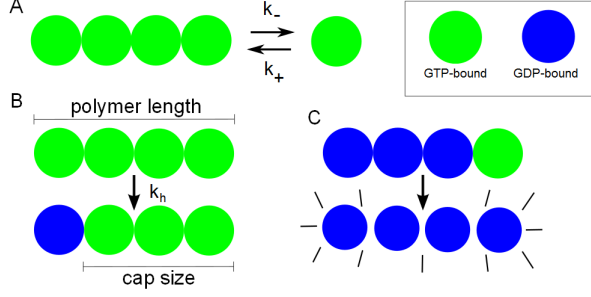 A
k-
k+
GTP-bound
GDP-bound
B
polymer length
C
kh
cap size